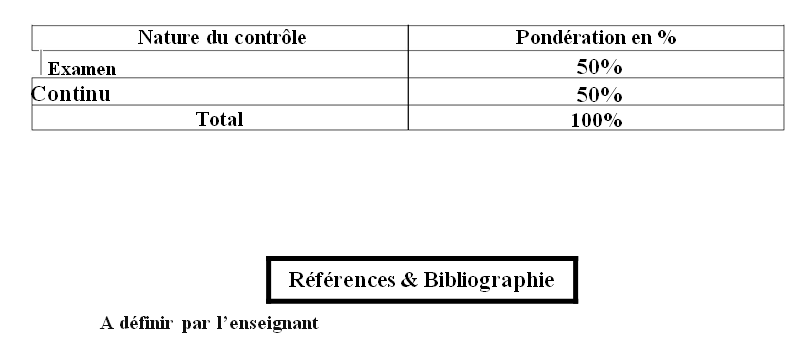 Nature du contrôle Pondération en %
Examen 50%
Continu 50%
Total 100%
Références & Bibliographie
A définir par l'enseignant